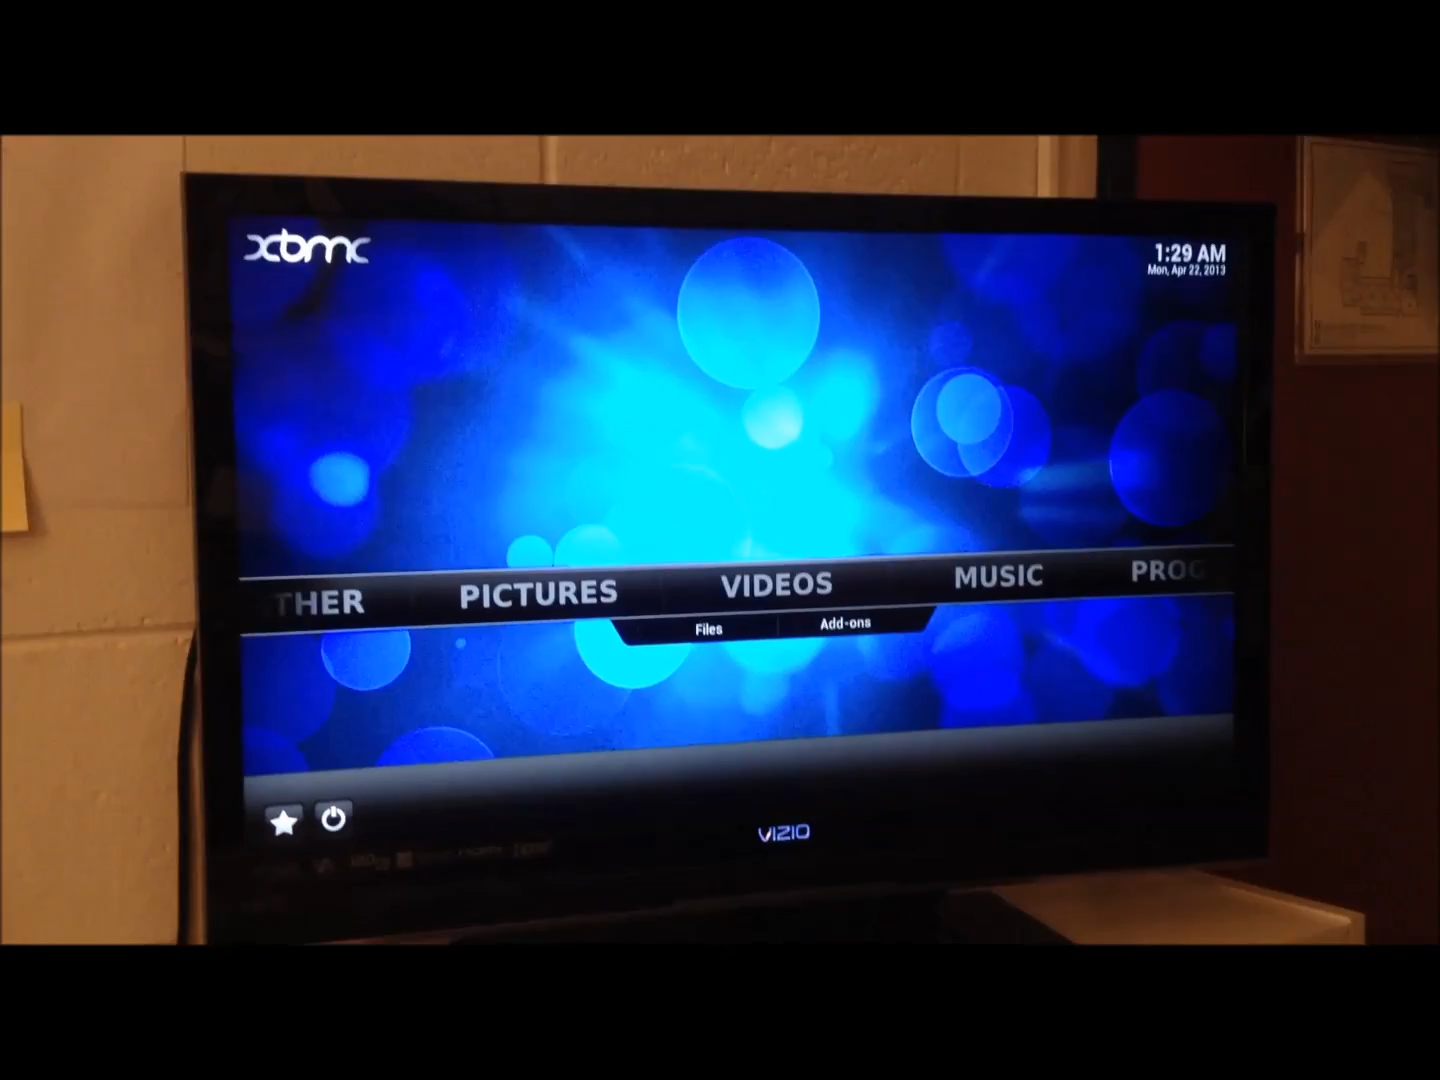 xbmc
1:29 AM
Mon, Apr 22, 2013
THER PICTURES VIDEOS MUSIC PROG
Files Add-ons
VIZIO